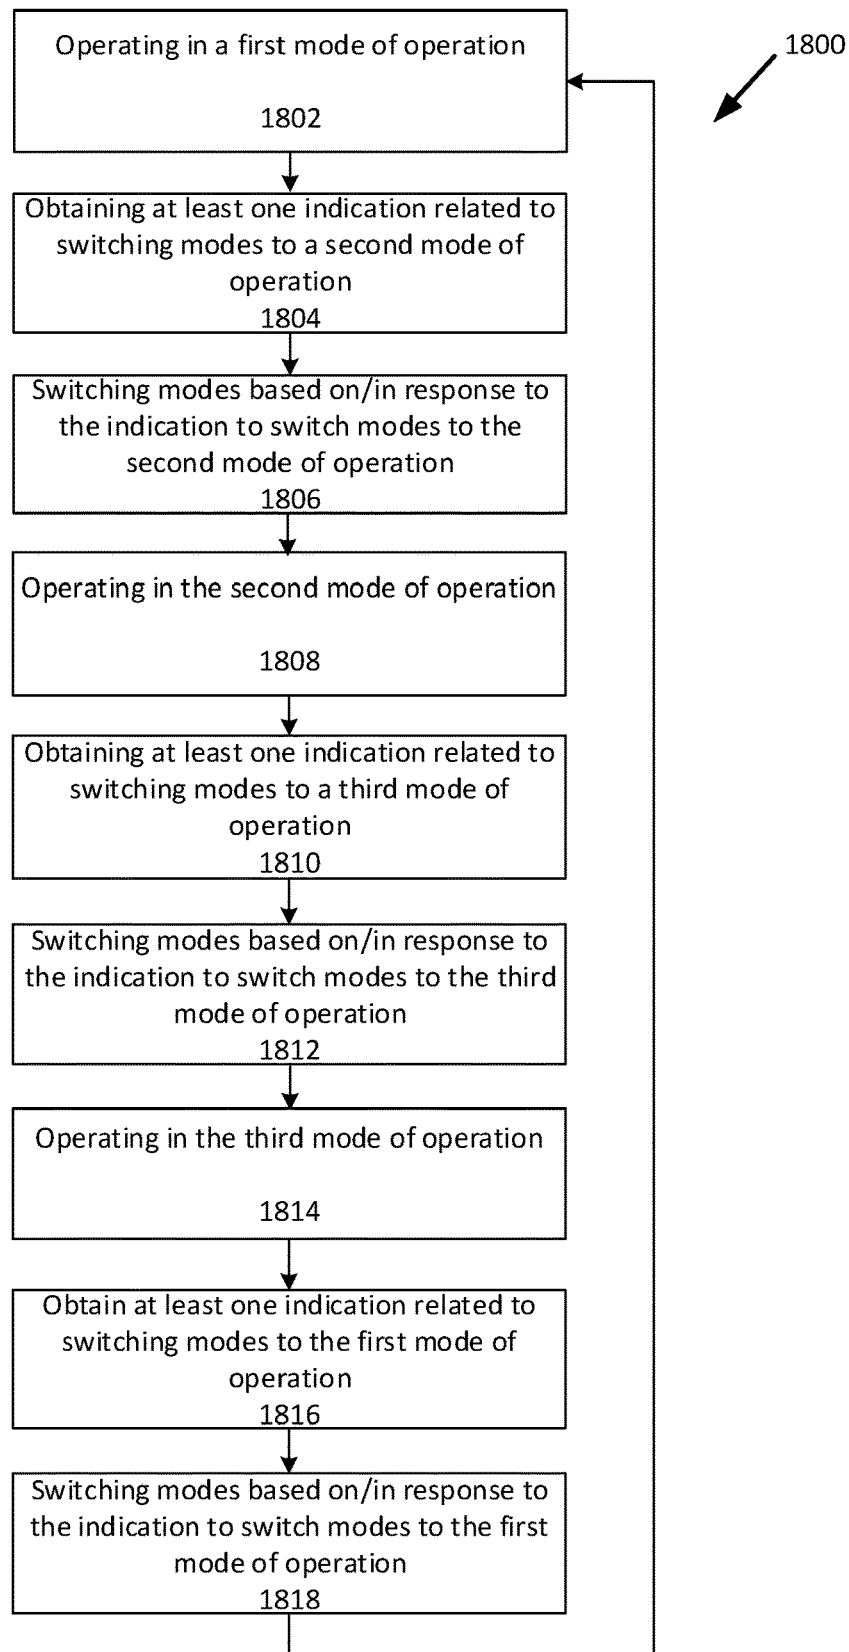 Operating in a first mode of operation
1802
1800
Obtaining at least one indication related to
switching modes to a second mode of
operation
1804
Switching modes based on/in response to
the indication to switch modes to the
second mode of operation
1806
Operating in the second mode of operation
1808
Obtaining at least one indication related to
switching modes to a third mode of
operation
1810
Switching modes based on/in response to
the indication to switch modes to the third
mode of operation
1812
Operating in the third mode of operation
1814
Obtain at least one indication related to
switching modes to the first mode of
operation
1816
Switching modes based on/in response to
the indication to switch modes to the first
mode of operation
1818